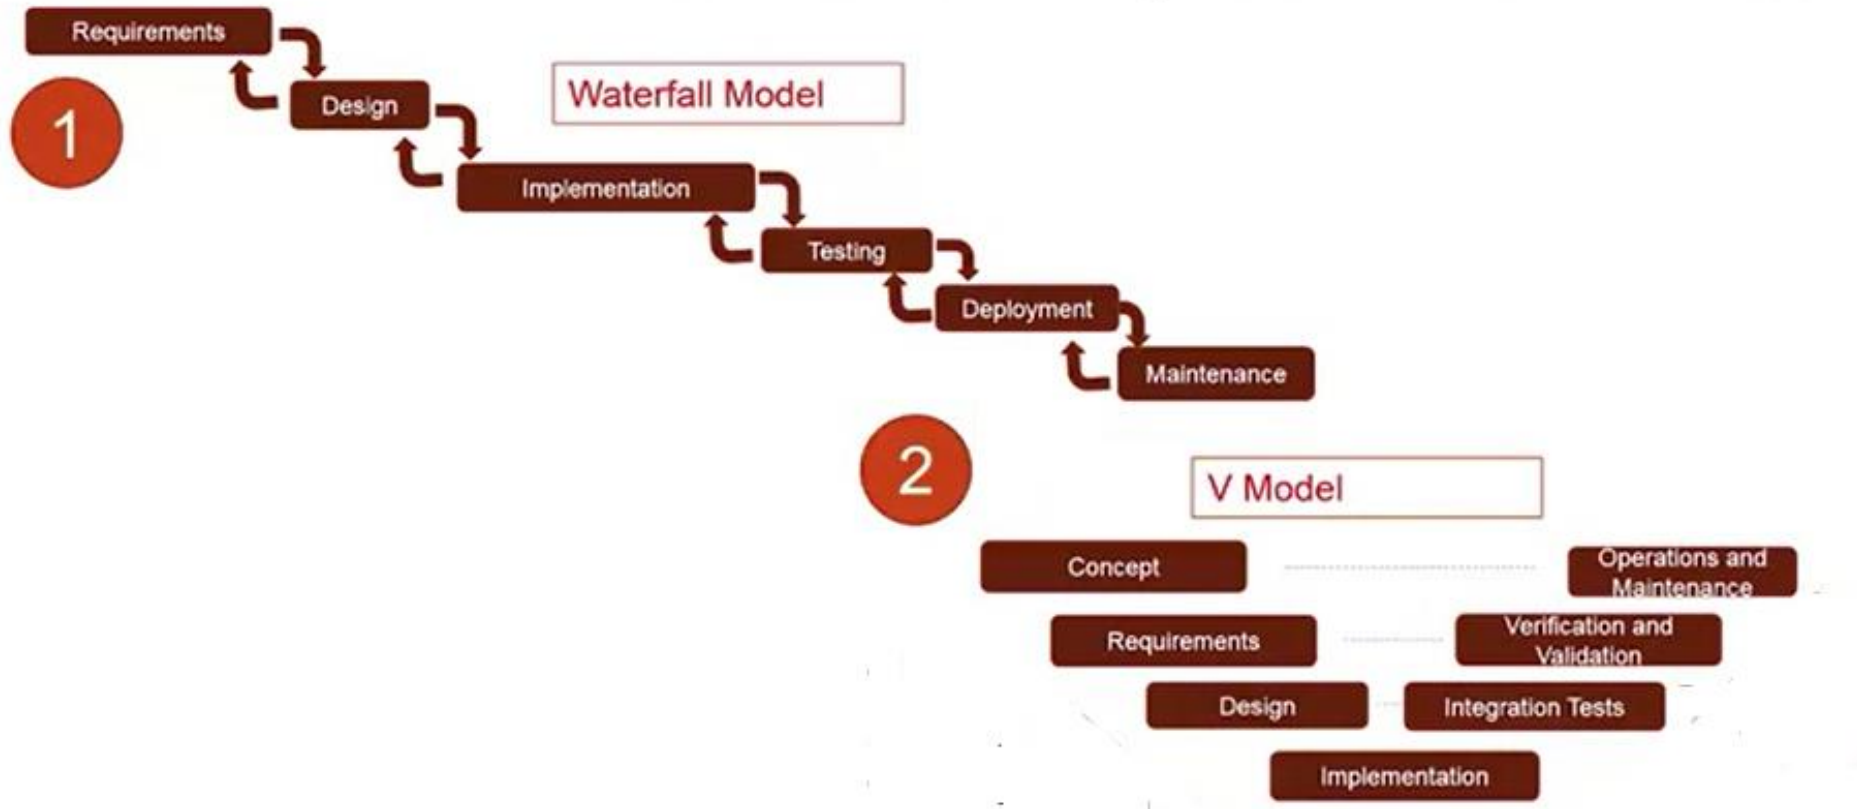 Requirements
1
Design
Waterfall Model
Implementation
Testing
Deployment
Maintenance
2
V Model
Concept
Operations and
Maintenance
Requirements
Verification and
Validation
Design
Integration Tests
Implementation